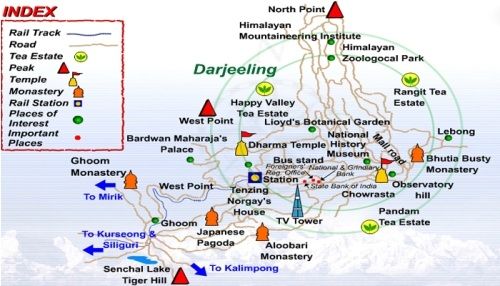 INDEX
Rail Track
Road
Tea Estate
Peak
Temple
Monastery
Rail Station
Places of
Interest
Important
Places
North Point
Himalayan
Mountaineering Institute
Himalayan
Zoologocal Park
Darjeeling
Happy Valley
Tea Estate
Rangit Tea
Estate
West Point
Lloyd's Botanical Garden
Lebong
Bardwan Maharaja's
Palace
Dharma Temple
National
History
Museum
Mall road
Bhutia Busty
Monastery
Ghoom
Monastery
Bus stand
Foreigners'
Reg. Office
National & Grindlays
Bank
State Bank of India
Station
Observatory
hill
Chowrasta
To Mirik
West Point
Tenzing
Norgay's
House
TV Tower
Pandam
Tea Estate
Ghoom
Japanese
Pagoda
Aloobari
Monastery
To Kurseong &
Siliguri
Senchal Lake
Tiger Hill
To Kalimpong